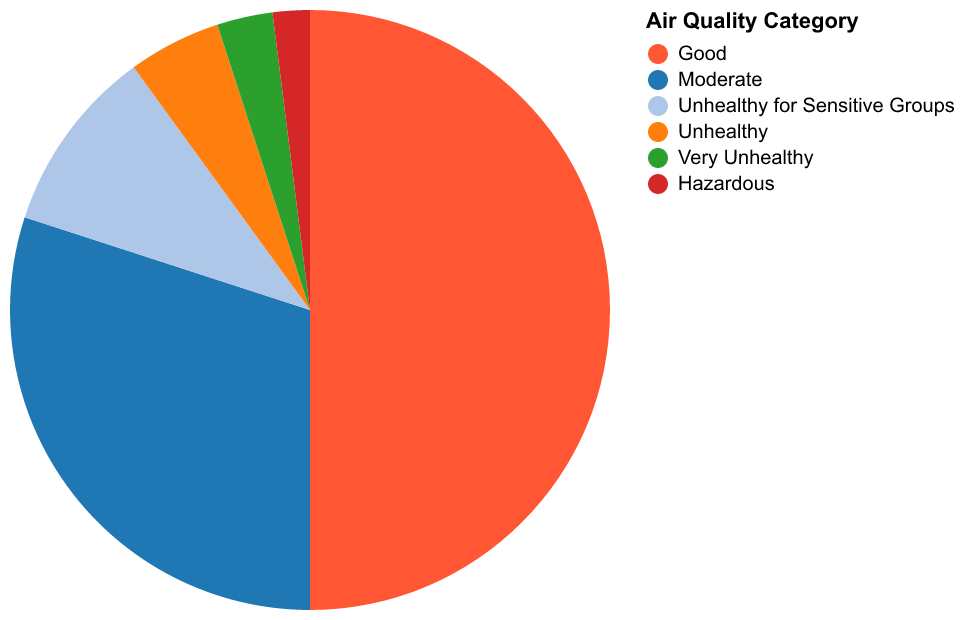 Air Quality Category
Good
Moderate
Unhealthy for Sensitive Groups
Unhealthy
Very Unhealthy
Hazardous